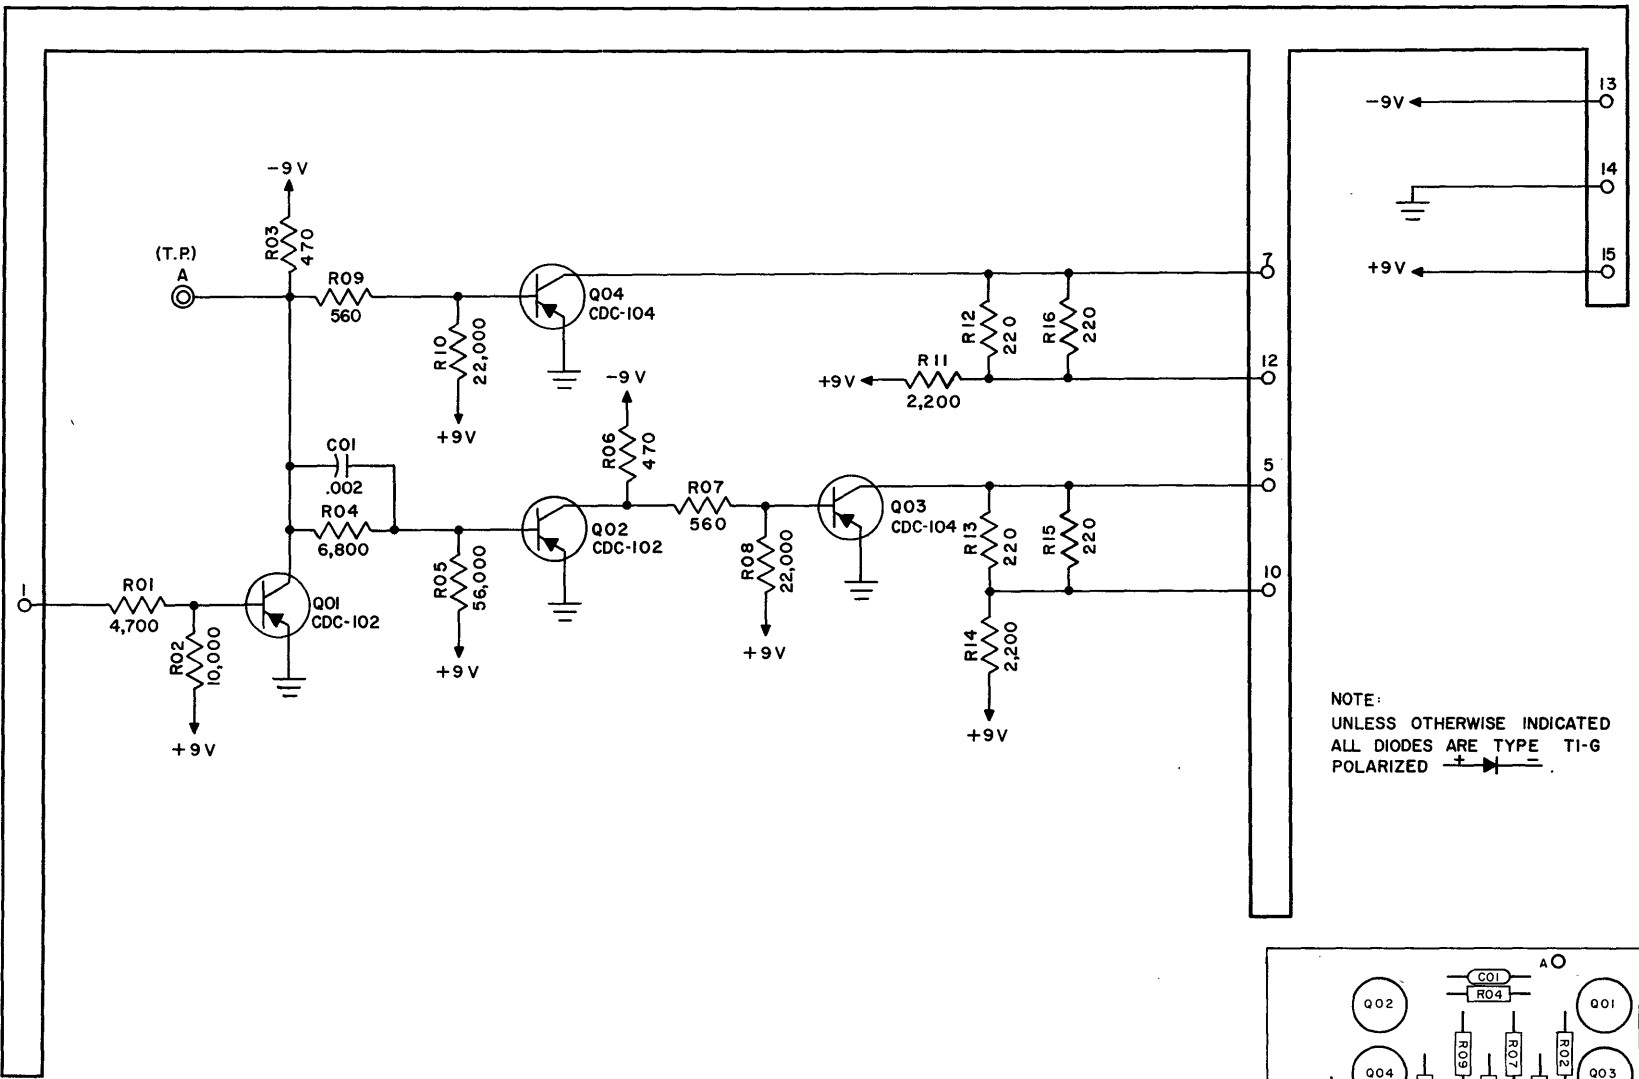 13
-9V
14
+9V
15
-9V
R03
470
(T.P.)
A
R09
560
Q04
CDC-104
R10
22,000
+9V
7
R12
220
R16
220
R11
2,200
+9V
12
-9V
R06
470
C01
.002
R04
6,800
R05
56,000
+9V
Q02
CDC-102
R07
560
R08
22,000
+9V
Q03
CDC-104
5
R13
220
R15
220
10
R14
2,200
+9V
1
R01
4,700
R02
10,000
+9V
Q01
CDC-102
NOTE:
UNLESS OTHERWISE INDICATED
ALL DIODES ARE TYPE TI-G
POLARIZED + -
A
C01
R04
Q02
Q01
R09
R07
R02
Q04
Q03